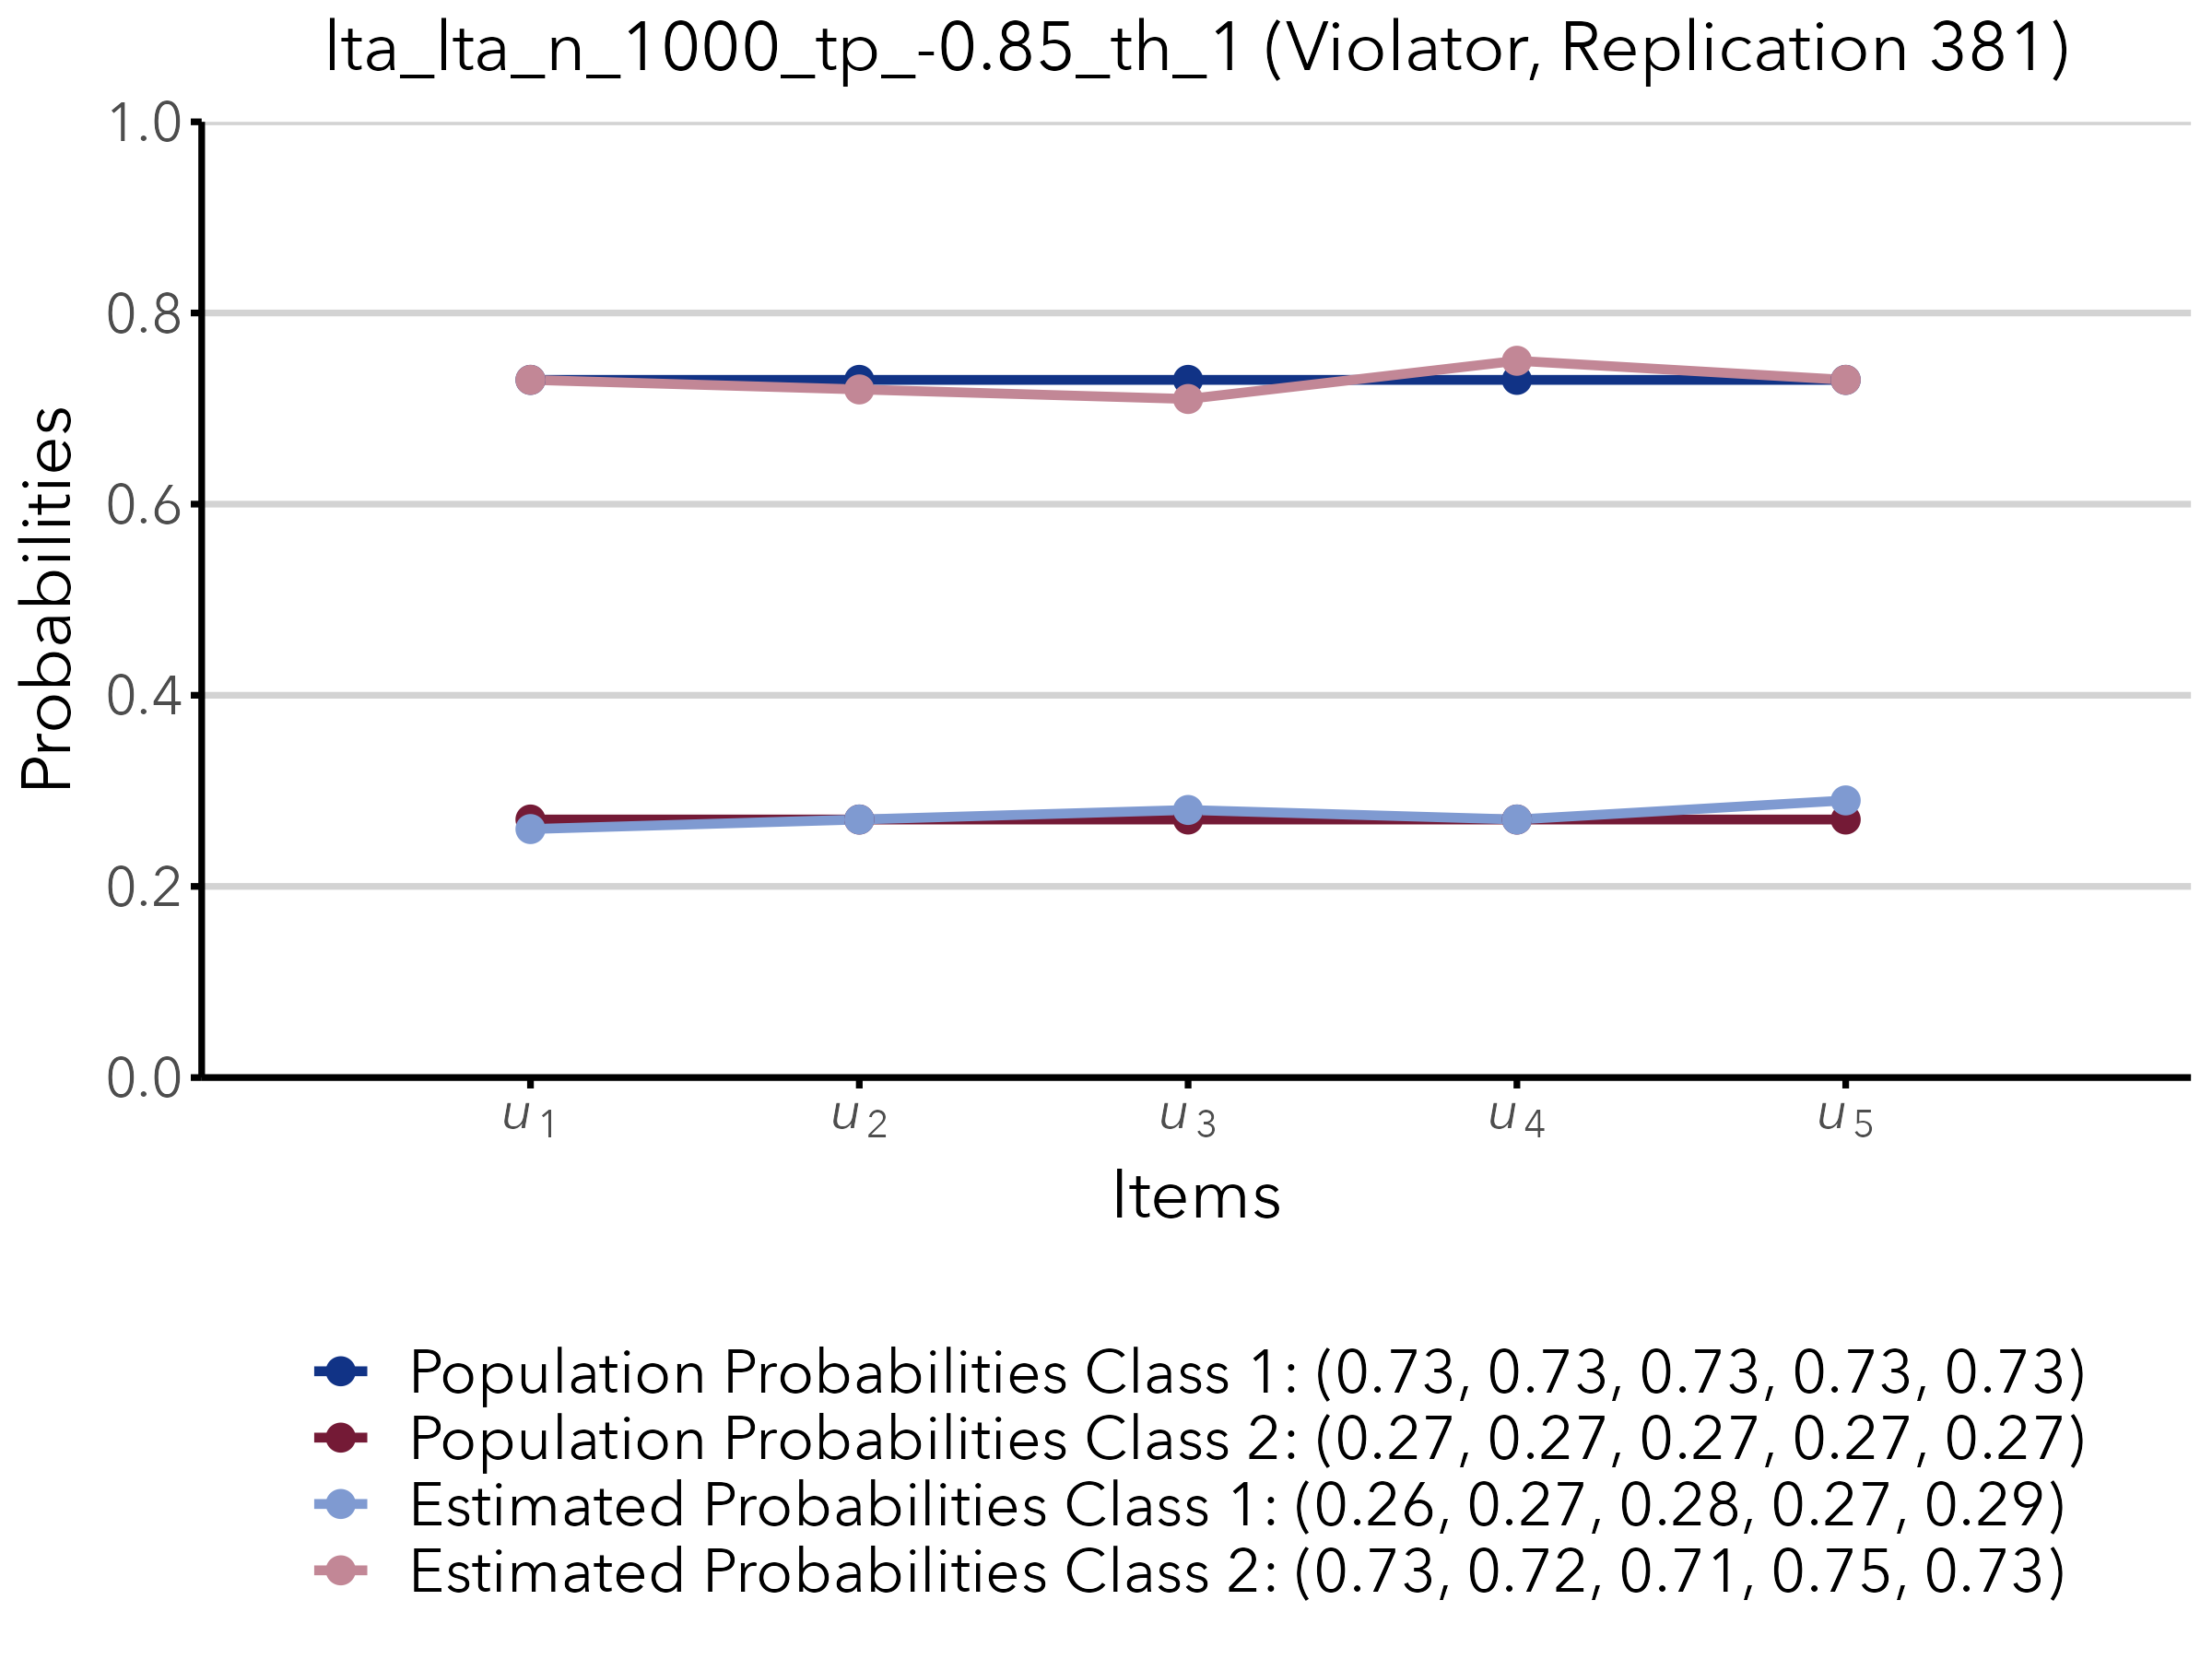 lta_lta_n_1000_tp_-0.85_th_1 (Violator, Replication 381)
1.0
0.8
0.6
0.4
0.2
0.0
Probabilities
u1 u2 u3 u4 u5
Items
Population Probabilities Class 1: (0.73, 0.73, 0.73, 0.73, 0.73)
Population Probabilities Class 2: (0.27, 0.27, 0.27, 0.27, 0.27)
Estimated Probabilities Class 1: (0.26, 0.27, 0.28, 0.27, 0.29)
Estimated Probabilities Class 2: (0.73, 0.72, 0.71, 0.75, 0.73)